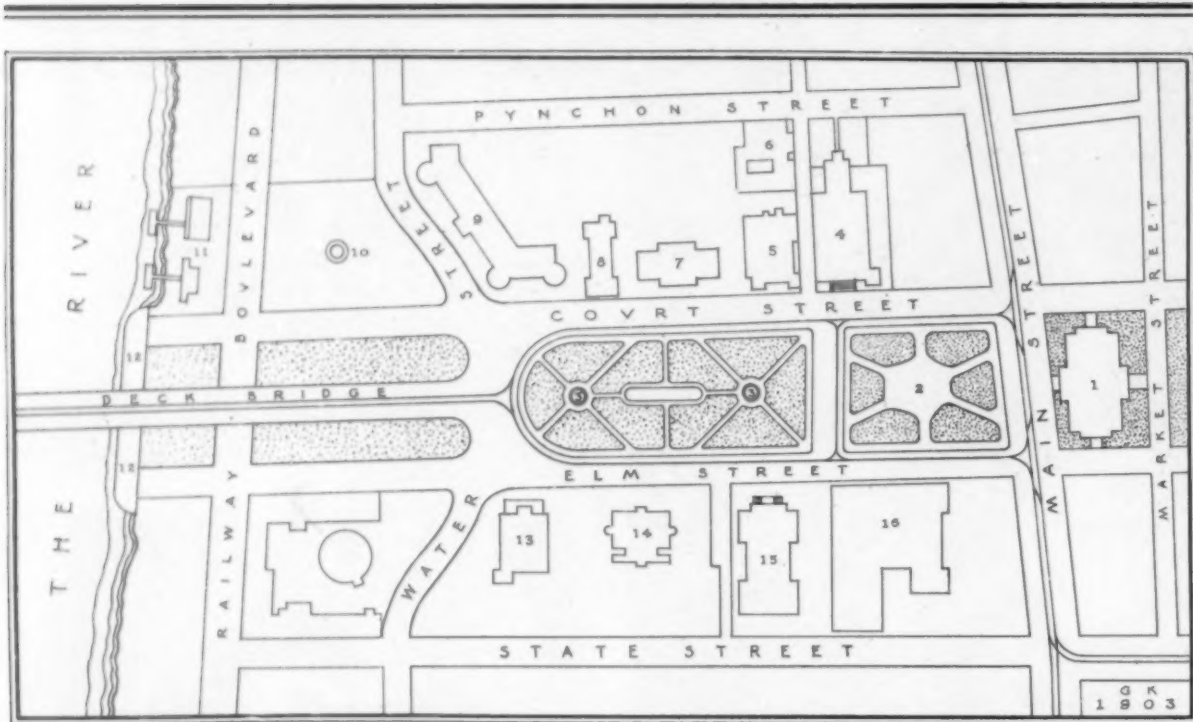 PYNCHON STREET
THE RIVER
RAILWAY BOVLEVARD
WATER STREET
COVRT STREET
MAIN STREET
MARKET STREET
MARKET STREET
DECK BRIDGE
ELM STREET
STATE STREET
6
9
11
10
8
7
5
4
12
3
3
2
1
12
13
14
15
16
G K
1903